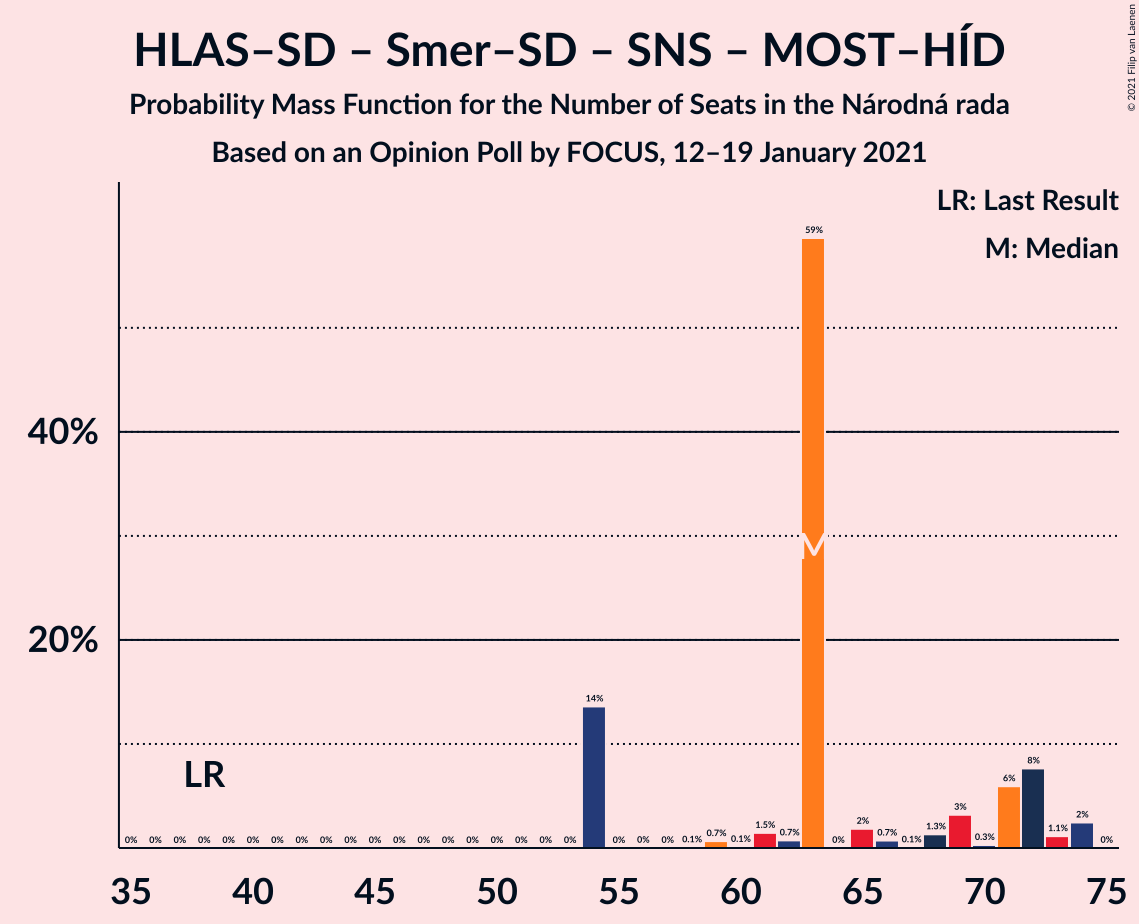 HLAS–SD – Smer–SD – SNS – MOST–HÍD
Probability Mass Function for the Number of Seats in the Národná rada
Based on an Opinion Poll by FOCUS, 12–19 January 2021
© 2021 Filip van Laenen
LR: Last Result
M: Median
59%
40%
M
20%
14%
LR
0% 0% 0% 0% 0% 0% 0% 0% 0% 0% 0% 0% 0% 0% 0% 0% 0% 0% 0% 0% 0% 0% 0.1% 0.7% 0.1% 1.5% 0.7% 0% 2% 0.7% 0.1% 1.3% 3% 0.3% 6% 8% 1.1% 2% 0%
35 40 45 50 55 60 65 70 75